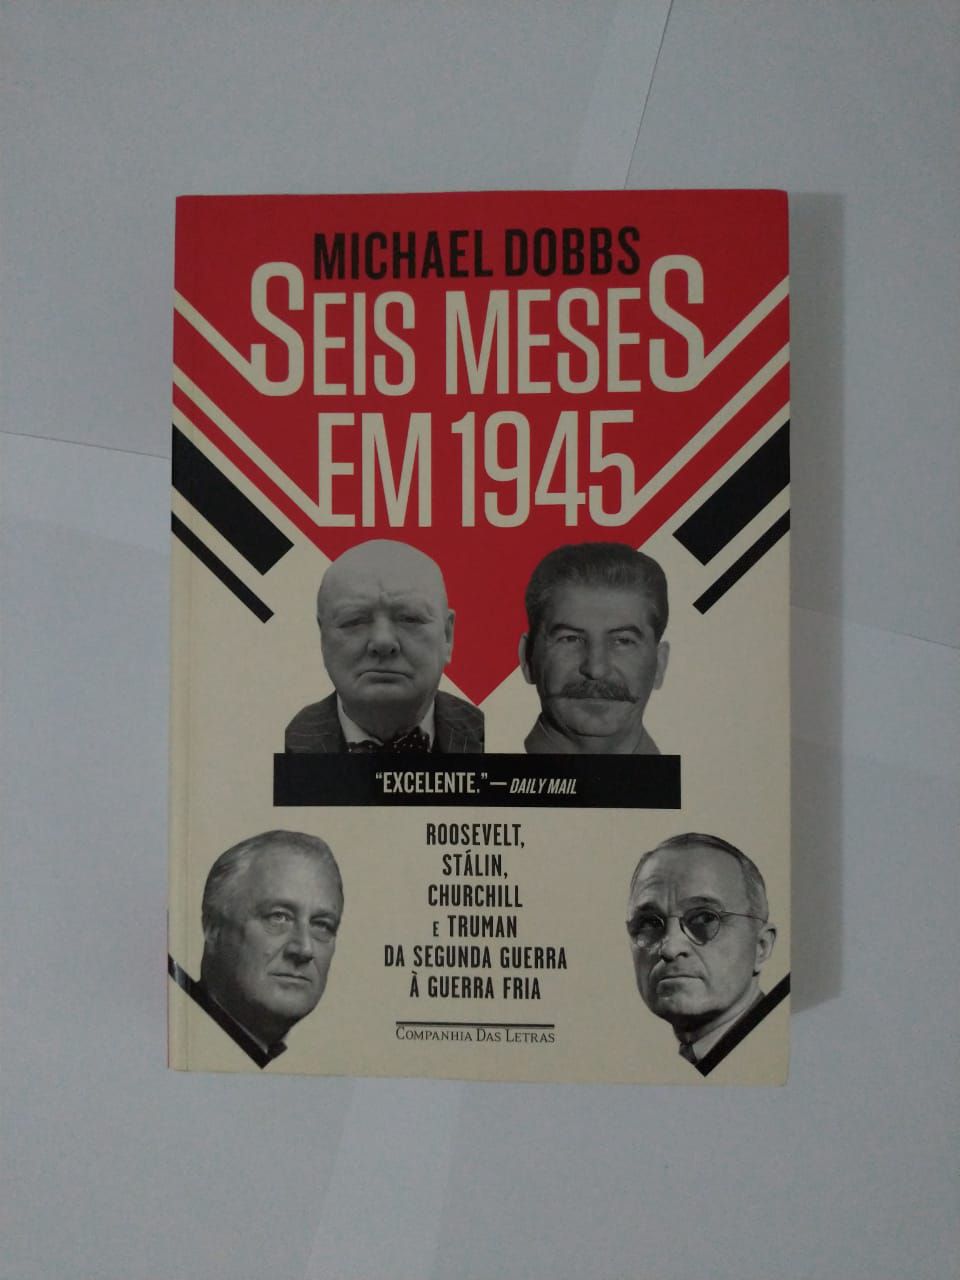 MICHAEL DOBBS
SEIS MESES
EM 1945
“EXCELENTE.” — DAILY MAIL
ROOSEVELT,
STÁLIN,
CHURCHILL
E TRUMAN
DA SEGUNDA GUERRA
À GUERRA FRIA
COMPANHIA DAS LETRAS